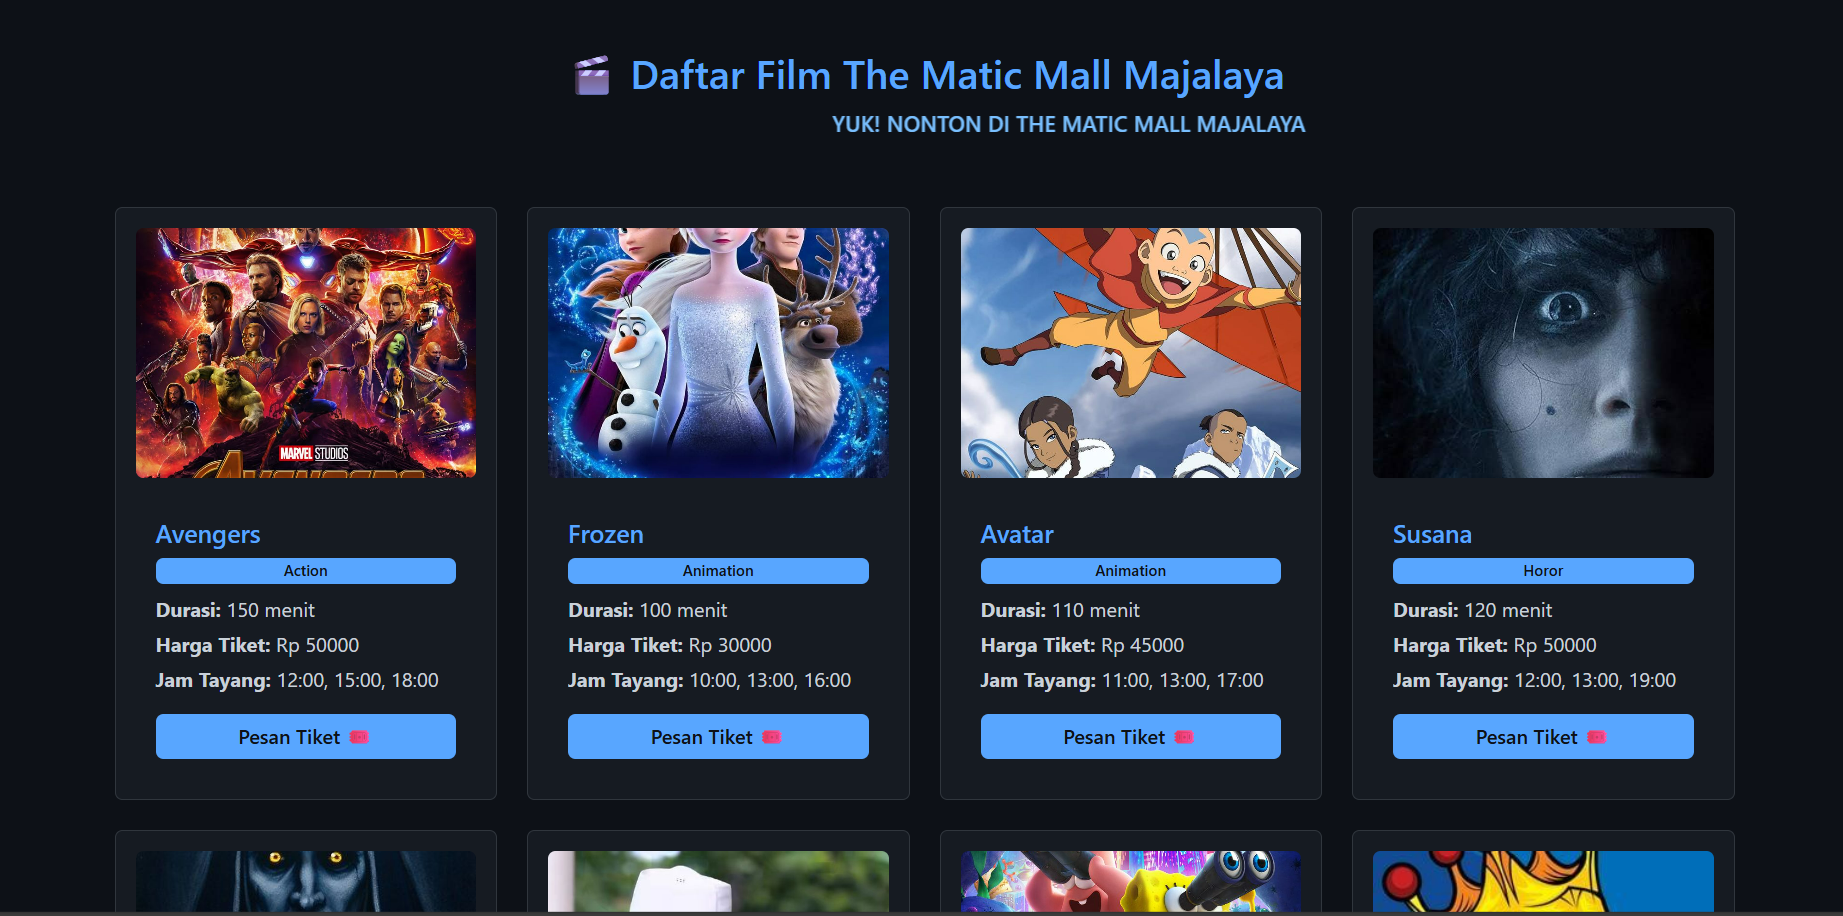 Daftar Film The Matic Mall Majalaya
YUK! NONTON DI THE MATIC MALL MAJALAYA
MARVEL STUDIOS
AVENGERS
Avengers
Action
Durasi: 150 menit
Harga Tiket: Rp 50000
Jam Tayang: 12:00, 15:00, 18:00
Pesan Tiket
Frozen
Animation
Durasi: 100 menit
Harga Tiket: Rp 30000
Jam Tayang: 10:00, 13:00, 16:00
Pesan Tiket
Avatar
Animation
Durasi: 110 menit
Harga Tiket: Rp 45000
Jam Tayang: 11:00, 13:00, 17:00
Pesan Tiket
Susana
Horor
Durasi: 120 menit
Harga Tiket: Rp 50000
Jam Tayang: 12:00, 13:00, 19:00
Pesan Tiket